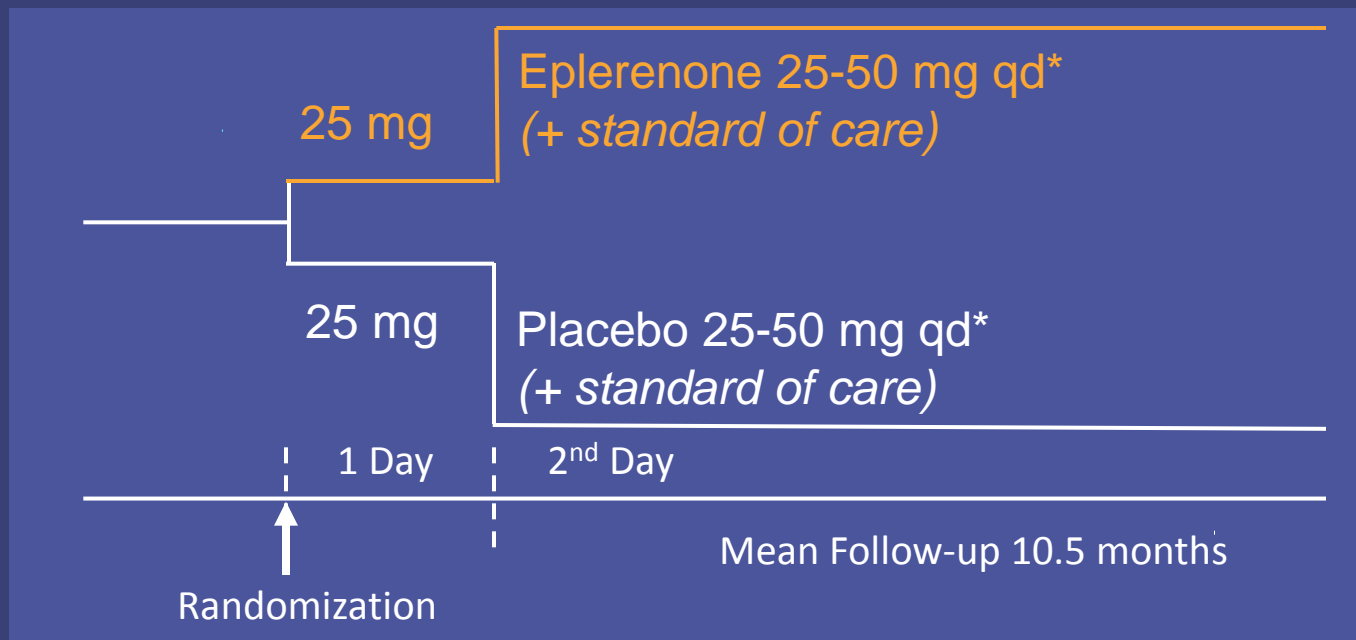 Eplerenone 25-50 mg qd*
(+ standard of care)
25 mg
25 mg
Placebo 25-50 mg qd*
(+ standard of care)
1 Day
2nd Day
Mean Follow-up 10.5 months
Randomization